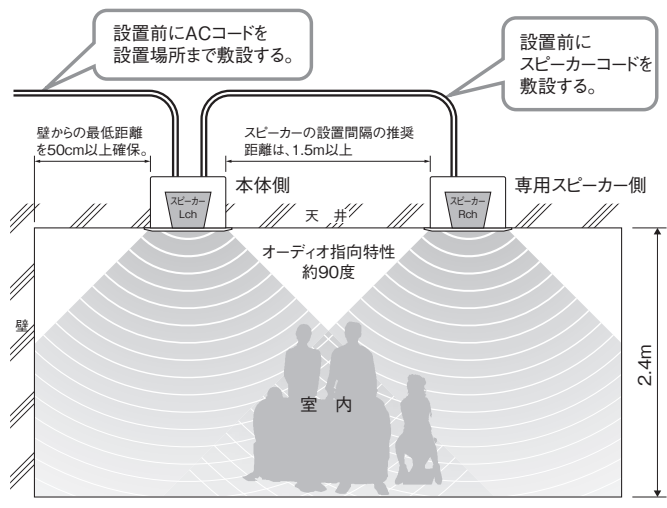 設置前にACコードを
設置場所まで敷設する。
設置前に
スピーカーコードを
敷設する。
壁からの最低距離
を50cm以上確保。
スピーカーの設置間隔の推奨
距離は、1.5m以上
スピーカー
Lch
本体側
スピーカー
Rch
専用スピーカー側
天井
オーディオ指向特性
約90度
壁
室内
2.4m